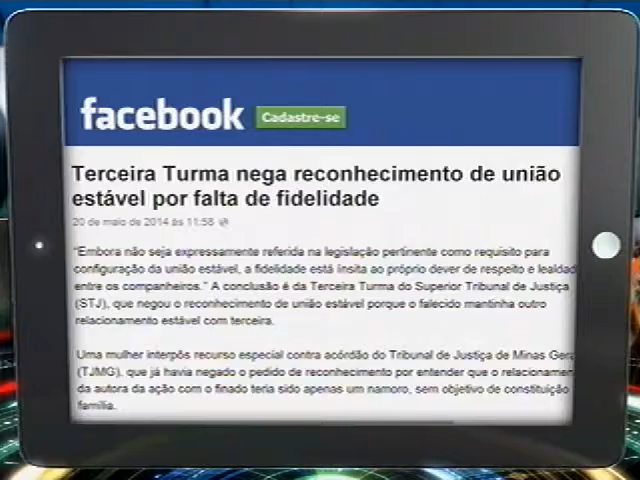 facebook Cadastre-se
Terceira Turma nega reconhecimento de união
estável por falta de fidelidade
20 de maio de 2014 às 11:58
"Embora não seja expressamente referida na legislação pertinente como requisito para
configuração da união estável, a fidelidade está ínsita ao próprio dever de respeito e lealdad
entre os companheiros." A conclusão é da Terceira Turma do Superior Tribunal de Justiça
(STJ), que negou o reconhecimento de união estável porque o falecido mantinha outro
relacionamento estável com terceira.
Uma mulher interpôs recurso especial contra acórdão do Tribunal de Justiça de Minas Gera
(TJMG), que já havia negado o pedido de reconhecimento por entender que o relacionamen
da autora da ação com o finado teria sido apenas um namoro, sem objetivo de constituição
família.